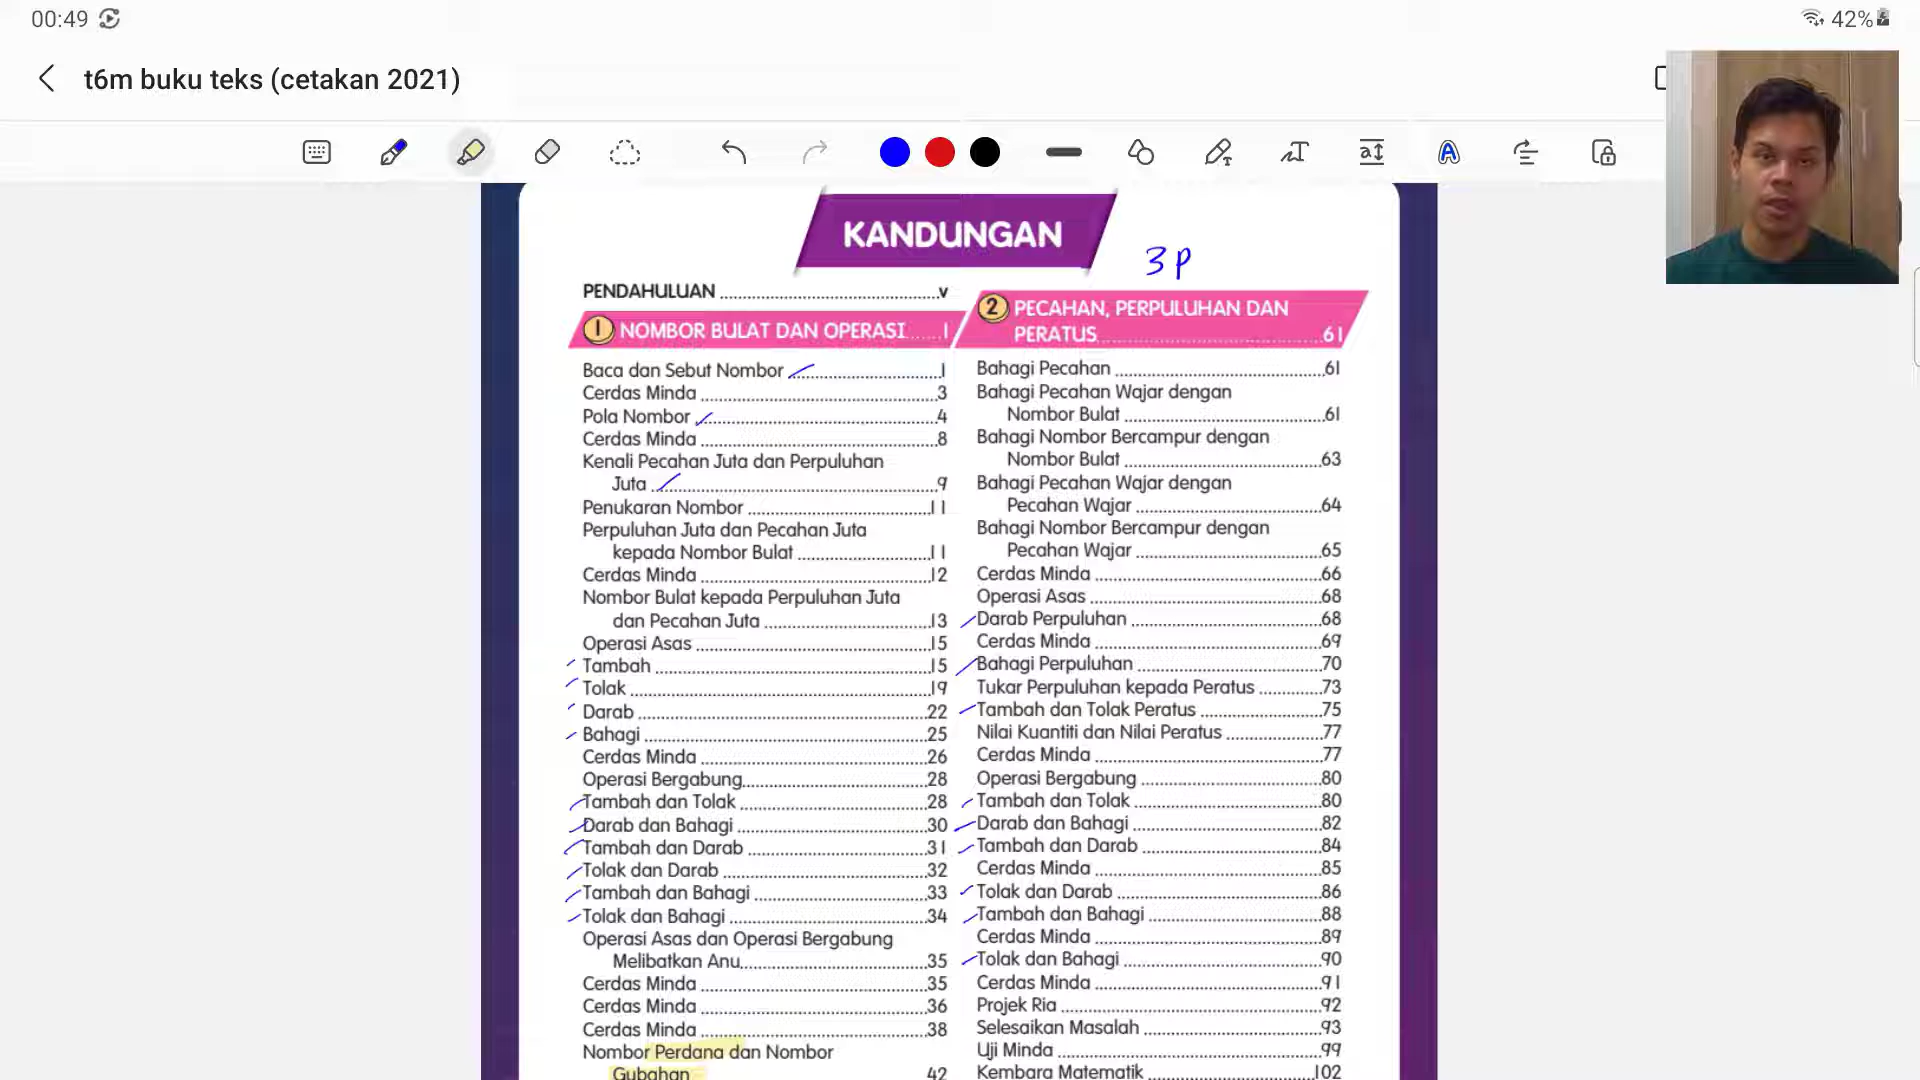 00:49
42%
t6m buku teks (cetakan 2021)
KANDUNGAN
3P
PENDAHULUAN ........ v
1 NOMBOR BULAT DAN OPERASI ........ 1
Baca dan Sebut Nombor ........ 1
Cerdas Minda ........ 3
Pola Nombor ........ 4
Cerdas Minda ........ 8
Kenali Pecahan Juta dan Perpuluhan
Juta ........ 9
Penukaran Nombor ........ 11
Perpuluhan Juta dan Pecahan Juta
kepada Nombor Bulat ........ 11
Cerdas Minda ........ 12
Nombor Bulat kepada Perpuluhan Juta
dan Pecahan Juta ........ 13
Operasi Asas ........ 15
Tambah ........ 15
Tolak ........ 19
Darab ........ 22
Bahagi ........ 25
Cerdas Minda ........ 26
Operasi Bergabung ........ 28
Tambah dan Tolak ........ 28
Darab dan Bahagi ........ 30
Tambah dan Darab ........ 31
Tolak dan Darab ........ 32
Tambah dan Bahagi ........ 33
Tolak dan Bahagi ........ 34
Operasi Asas dan Operasi Bergabung
Melibatkan Anu ........ 35
Cerdas Minda ........ 35
Cerdas Minda ........ 36
Cerdas Minda ........ 38
Nombor Perdana dan Nombor
Gubahan 42
2 PECAHAN, PERPULUHAN DAN
PERATUS ........ 61
Bahagi Pecahan ........ 61
Bahagi Pecahan Wajar dengan
Nombor Bulat ........ 61
Bahagi Nombor Bercampur dengan
Nombor Bulat ........ 63
Bahagi Pecahan Wajar dengan
Pecahan Wajar ........ 64
Bahagi Nombor Bercampur dengan
Pecahan Wajar ........ 65
Cerdas Minda ........ 66
Operasi Asas ........ 68
Darab Perpuluhan ........ 68
Cerdas Minda ........ 69
Bahagi Perpuluhan ........ 70
Tukar Perpuluhan kepada Peratus ........ 73
Tambah dan Tolak Peratus ........ 75
Nilai Kuantiti dan Nilai Peratus ........ 77
Cerdas Minda ........ 77
Operasi Bergabung ........ 80
Tambah dan Tolak ........ 80
Darab dan Bahagi ........ 82
Tambah dan Darab ........ 84
Cerdas Minda ........ 85
Tolak dan Darab ........ 86
Tambah dan Bahagi ........ 88
Cerdas Minda ........ 89
Tolak dan Bahagi ........ 90
Cerdas Minda ........ 91
Projek Ria ........ 92
Selesaikan Masalah ........ 93
Uji Minda ........ 99
Kembara Matematik ........ 102